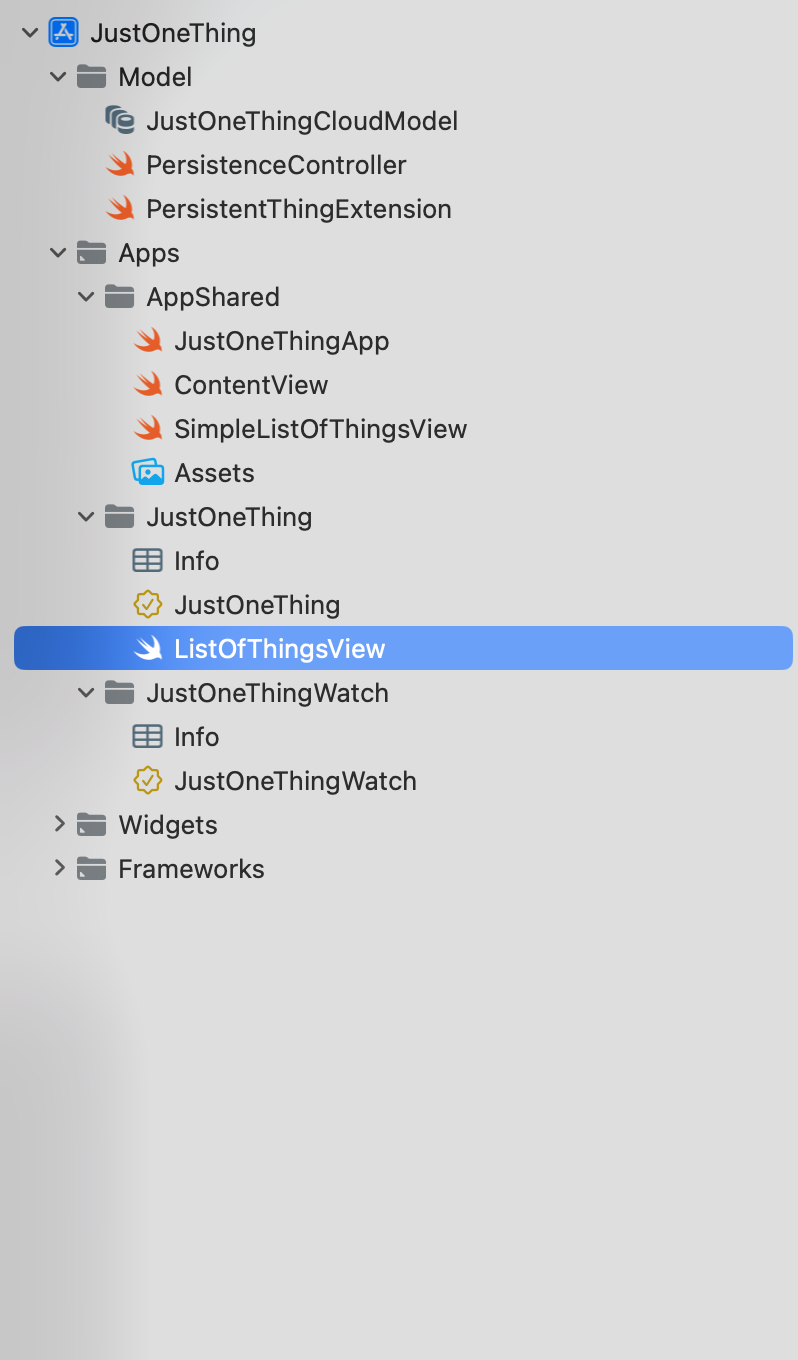 JustOneThing
Model
JustOneThingCloudModel
PersistenceController
PersistentThingExtension
Apps
AppShared
JustOneThingApp
ContentView
SimpleListOfThingsView
Assets
JustOneThing
Info
JustOneThing
ListOfThingsView
JustOneThingWatch
Info
JustOneThingWatch
Widgets
Frameworks